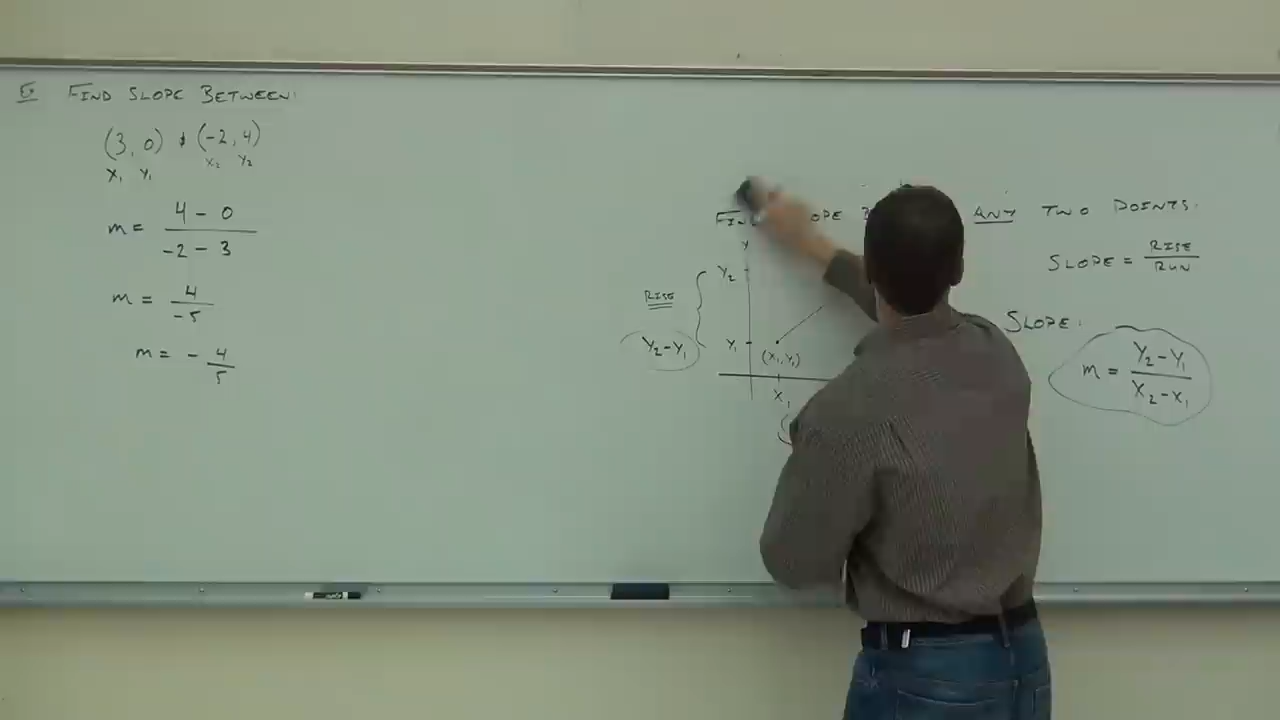 Ex Find Slope Between:
(3, 0) & (-2, 4)
X₁ Y₁ X₂ Y₂
m = 4 - 0 / -2 - 3
m = 4 / -5
m = - 4 / 5
ope ANY Two Points:
Slope = Rise / Run
Y
Y₂
Rise
Y₂-Y₁
Y₁
(X₁,Y₁)
X₁
Slope:
m = Y₂-Y₁ / X₂-X₁